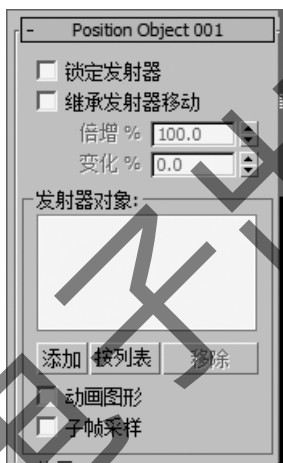 - Position Object 001
锁定发射器
继承发射器移动
倍增 % 100.0
变化 % 0.0
发射器对象:
添加 按列表 移除
动画图形
子帧采样